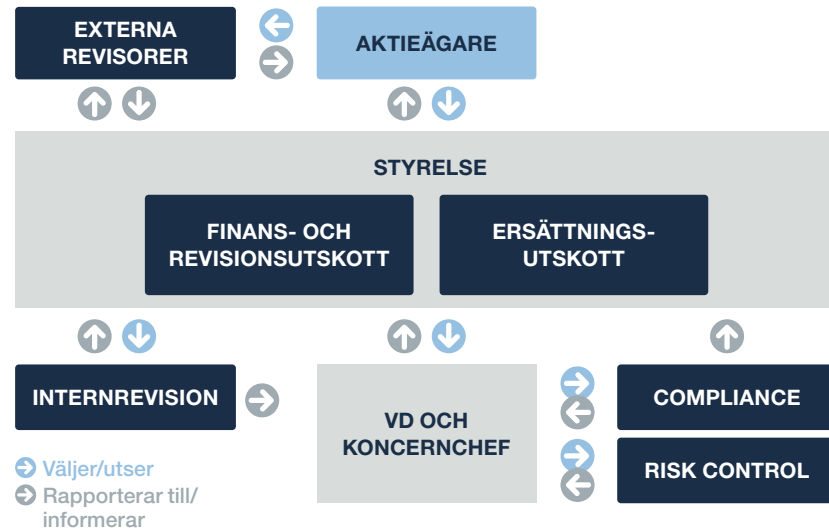 EXTERNA
REVISORER
AKTIEÄGARE
STYRELSE
FINANS- OCH
REVISIONSUTSKOTT
ERSÄTTNINGS-
UTSKOTT
INTERNREVISION
VD OCH
KONCERNCHEF
COMPLIANCE
RISK CONTROL
Väljer/utser
Rapporterar till/
informerar